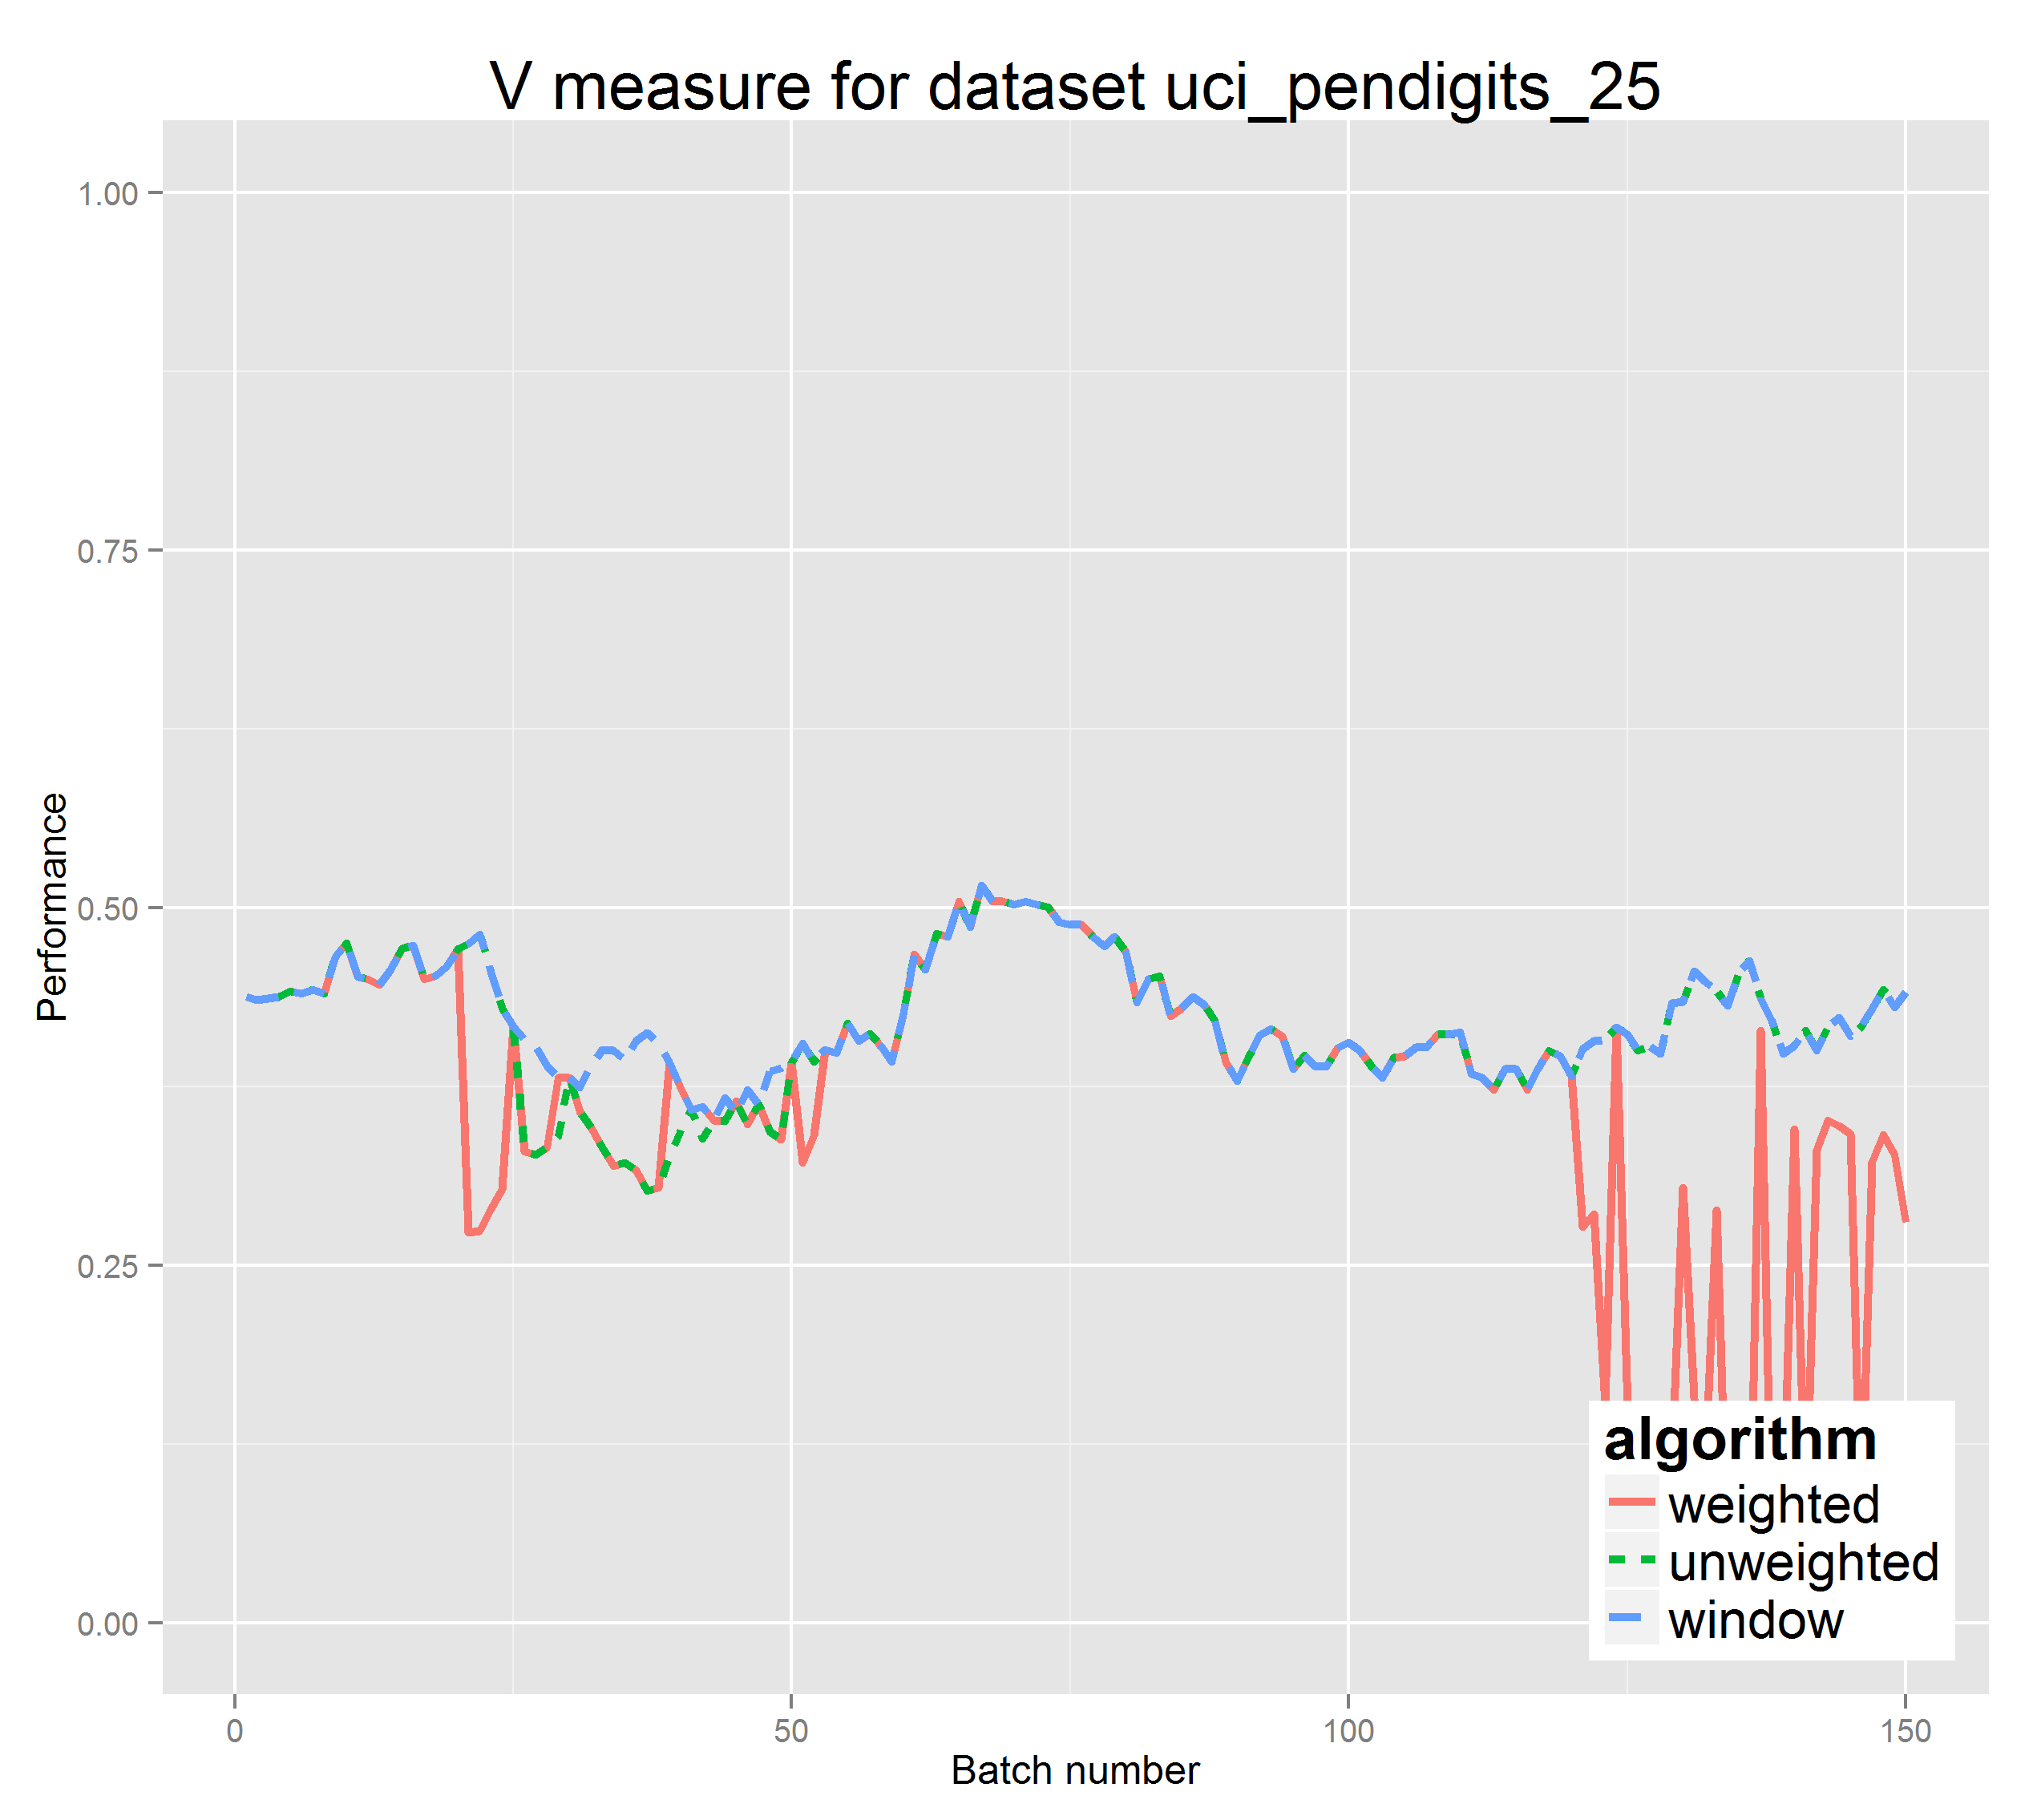 V measure for dataset uci_pendigits_25
1.00
0.75
0.50
0.25
0.00
Performance
0
50
100
150
Batch number
algorithm
weighted
unweighted
window